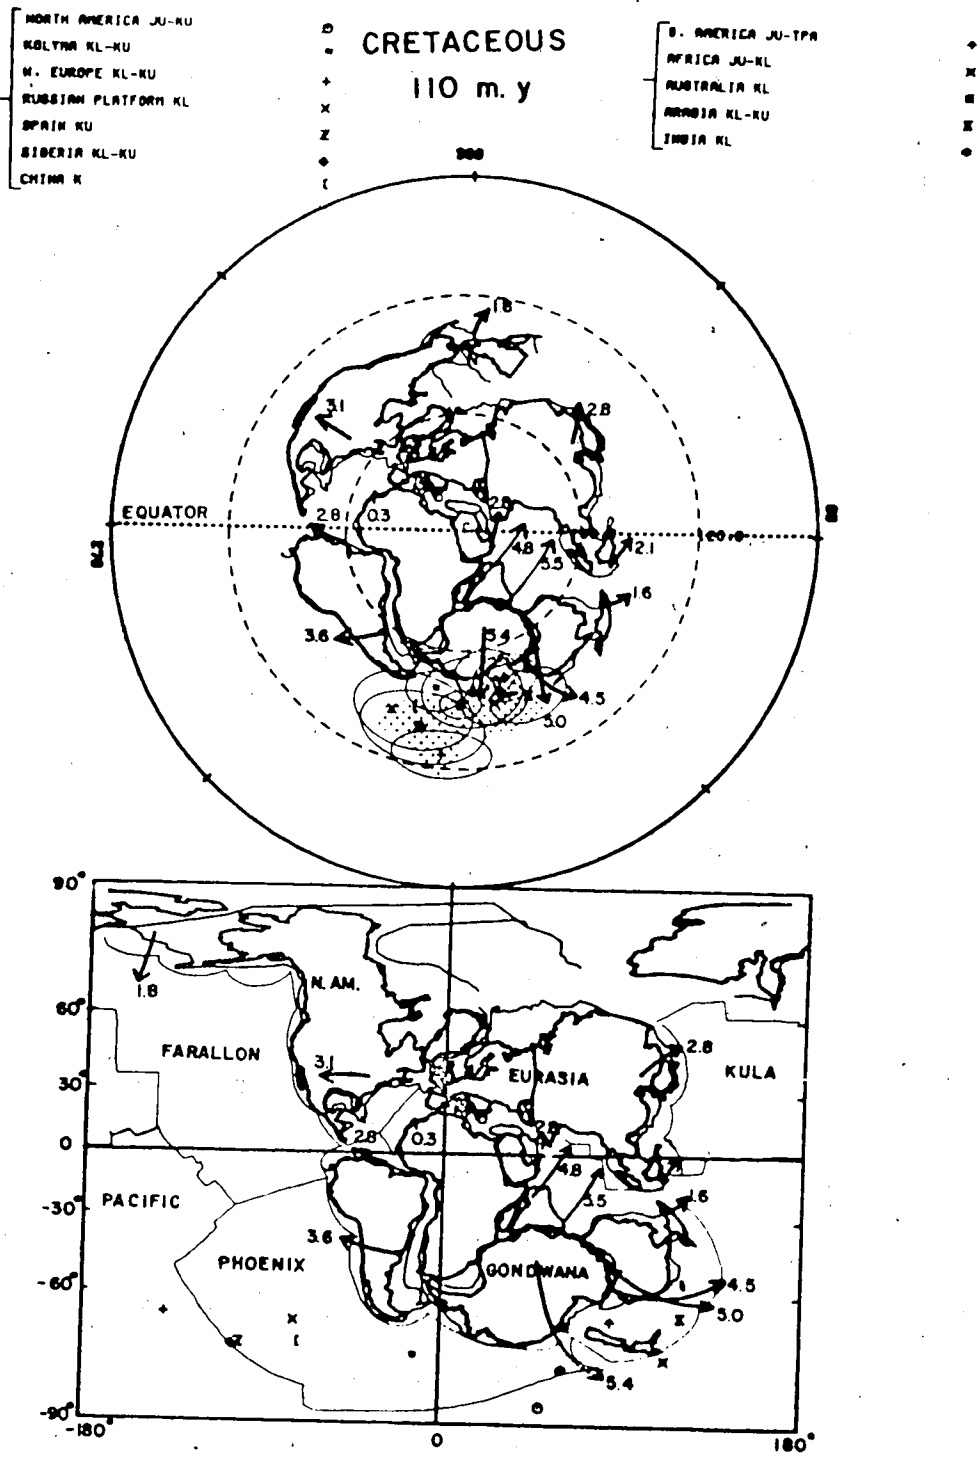 NORTH AMERICA JU-KU
KOLYMA KL-KU
W. EUROPE KL-KU
RUSSIAN PLATFORM KL
SPAIN KU
SIBERIA KL-KU
CHINA K
CRETACEOUS
110 m. y
S. AMERICA JU-TPA
AFRICA JU-KL
AUSTRALIA KL
ARABIA KL-KU
INDIA KL
1.8
3.1
2.8
EQUATOR
2.8
0.3
4.8
5.5
2.1
90
270
1.6
3.6
5.4
4.5
5.0
90°
N. AM.
1.8
60°
FARALLON
2.8
3.1
EURASIA
KULA
30°
2.8
0.3
2.8
0
4.8
PACIFIC
5.5
1.6
-30°
3.6
PHOENIX
GONDWANA
-60°
4.5
5.0
5.4
-90°
-180°
0
180°